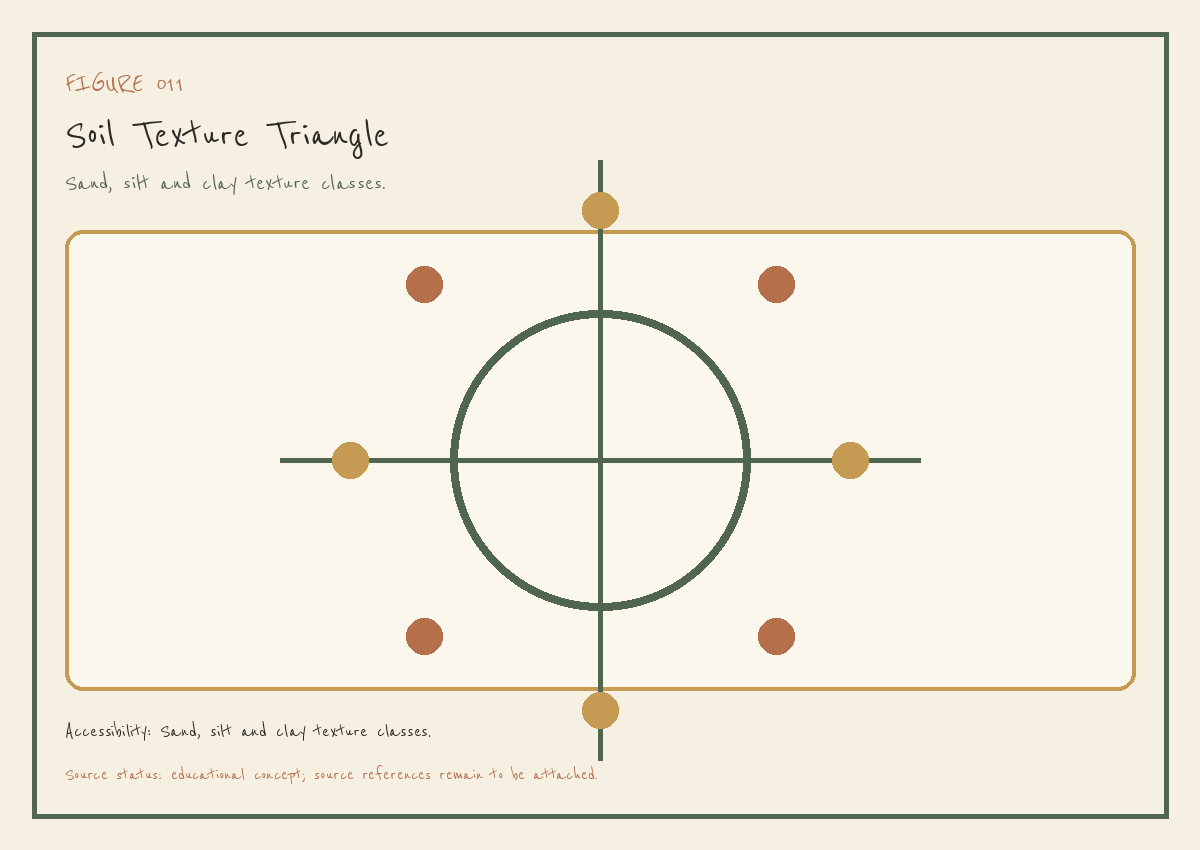 FIGURE 011
Soil Texture Triangle
Sand, silt and clay texture classes.
Accessibility: Sand, silt and clay texture classes.
Source status: educational concept; source references remain to be attached.